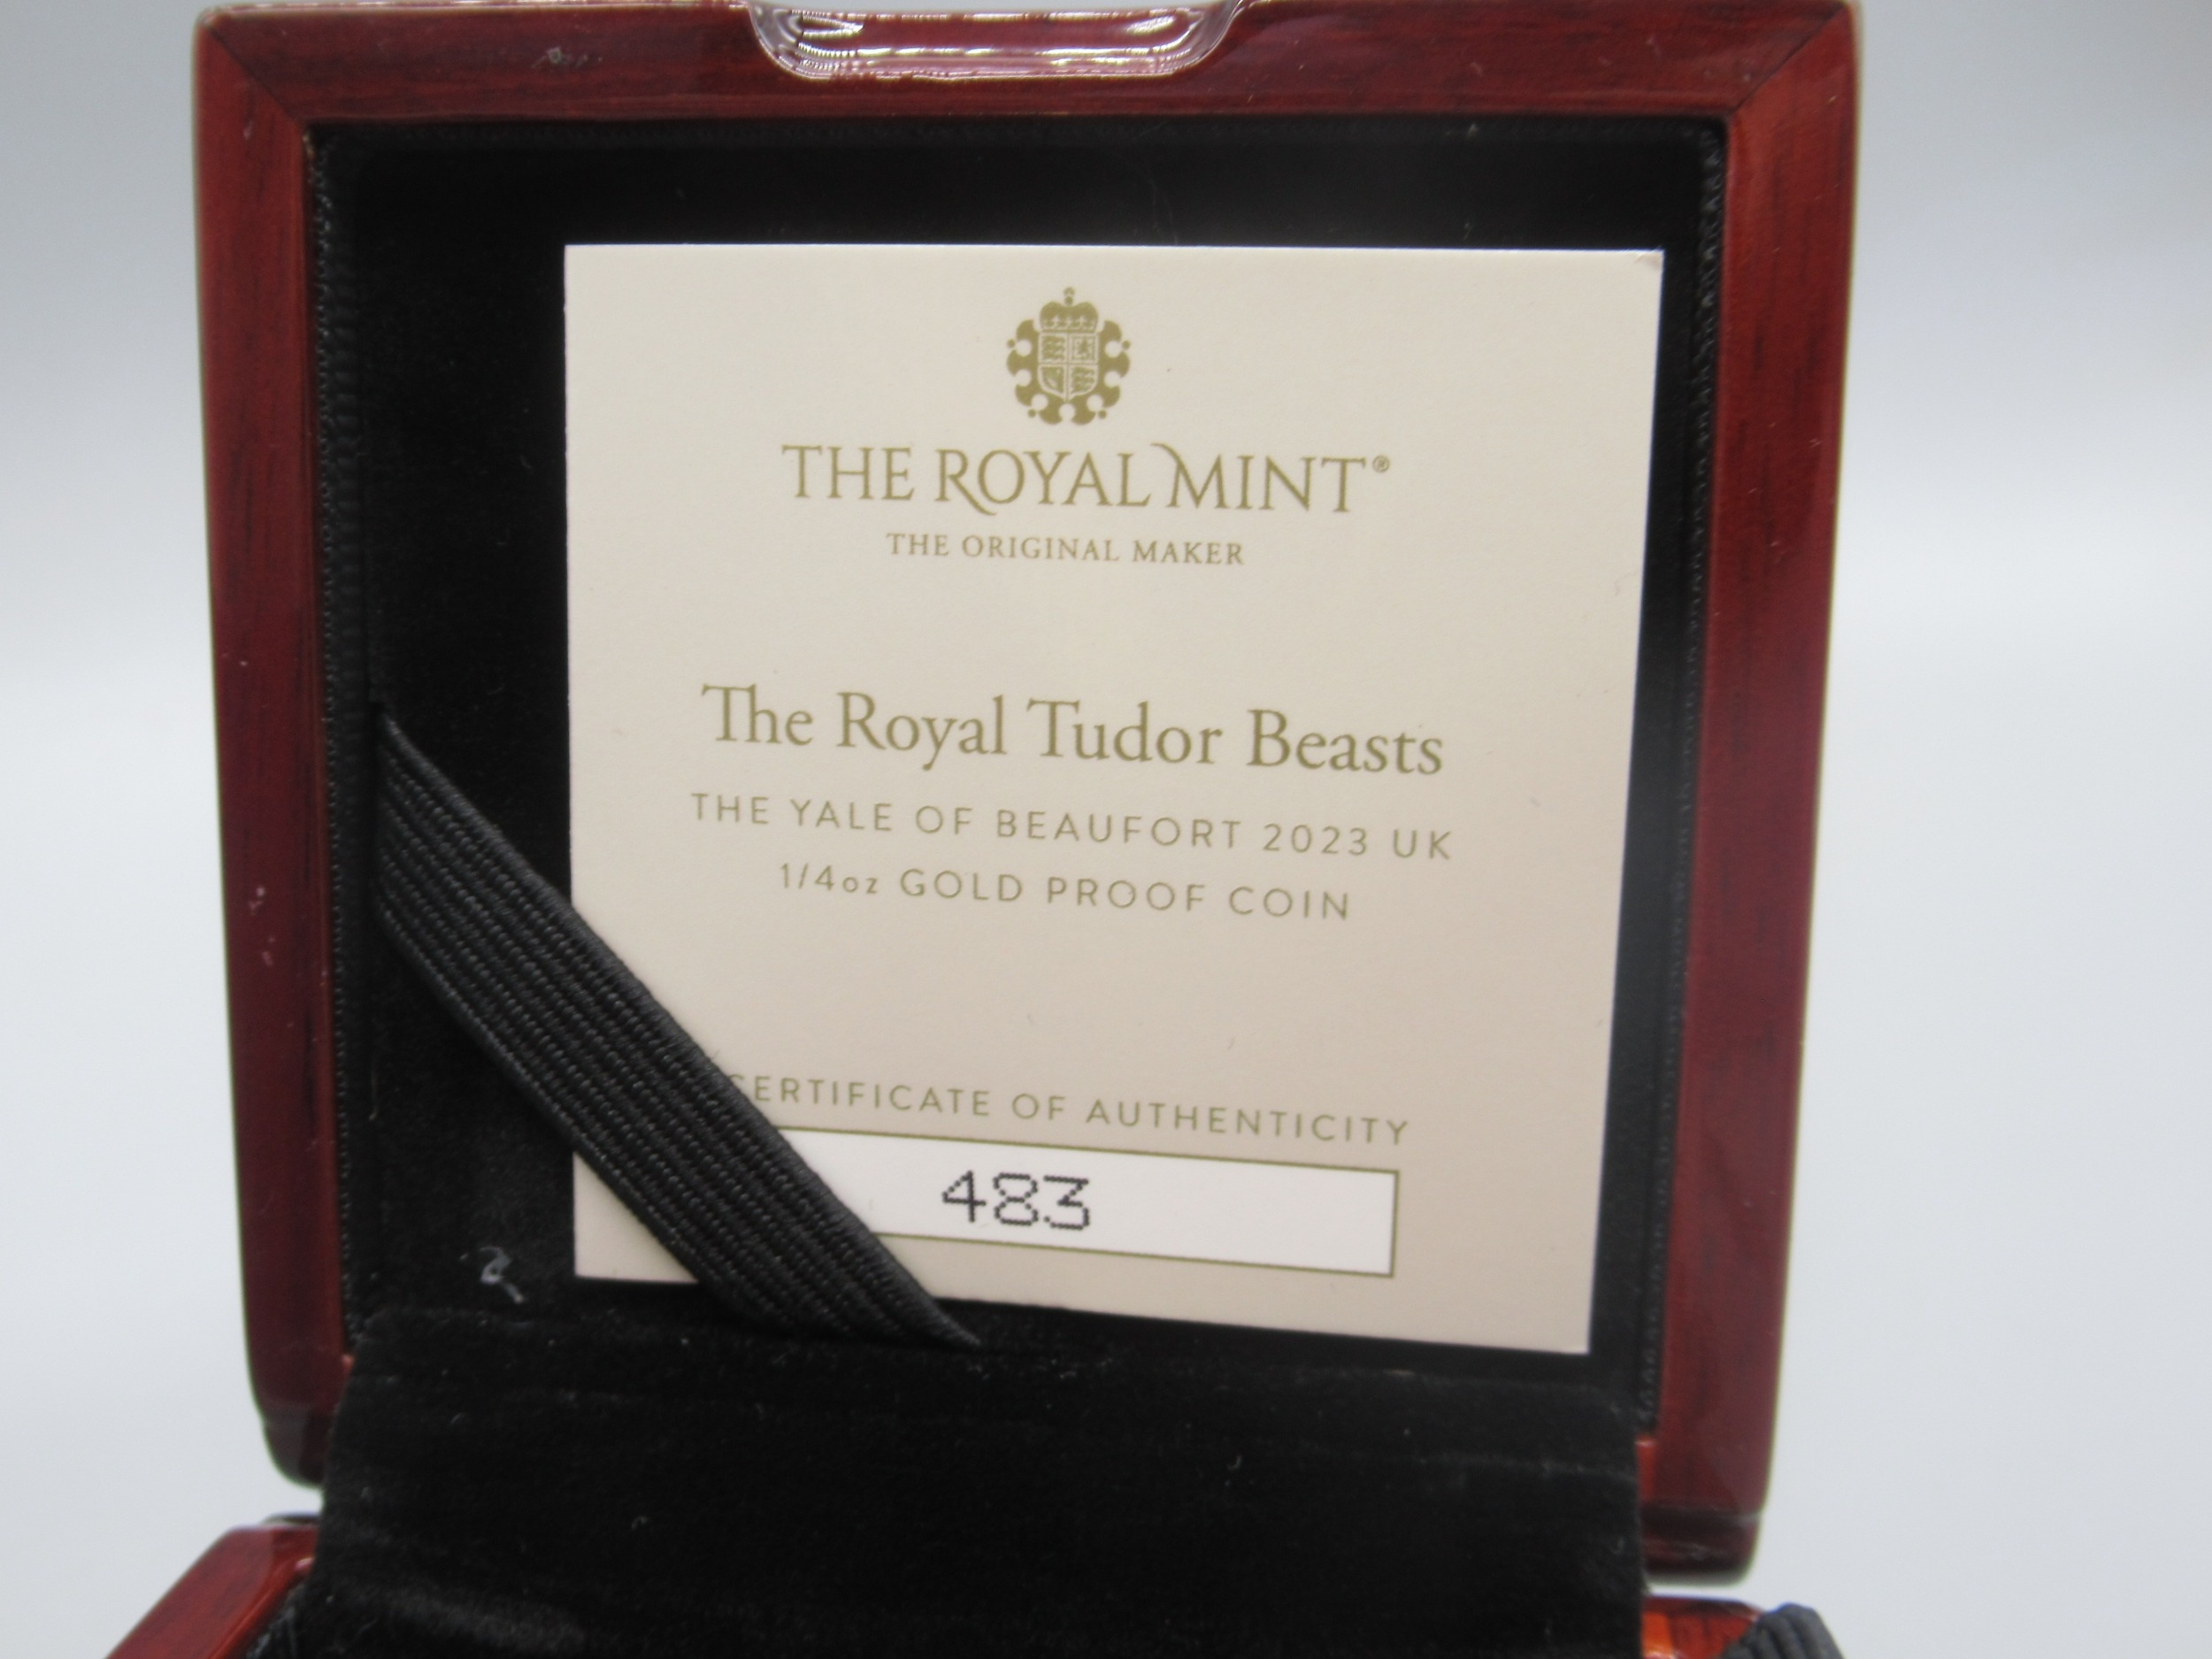 THE ROYAL MINT®
THE ORIGINAL MAKER
The Royal Tudor Beasts
THE YALE OF BEAUFORT 2023 UK
1/4oz GOLD PROOF COIN
CERTIFICATE OF AUTHENTICITY
483